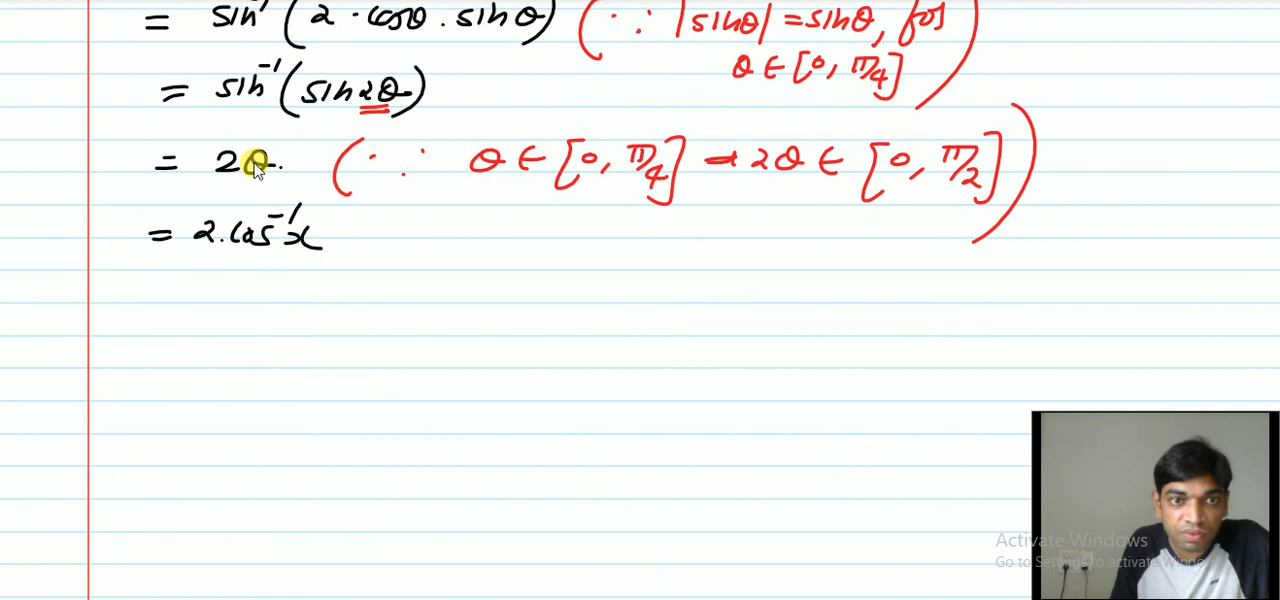 = sin⁻¹(2·cosθ.sinθ) (∵ |sinθ| = sinθ, for θ∈[0, π/4])
= sin⁻¹(sin2θ)
= 2θ. (∵ θ∈[0, π/4] → 2θ∈[0, π/2])
= 2.cos⁻¹x
Activate Windows
Go to Settings to activate Windo